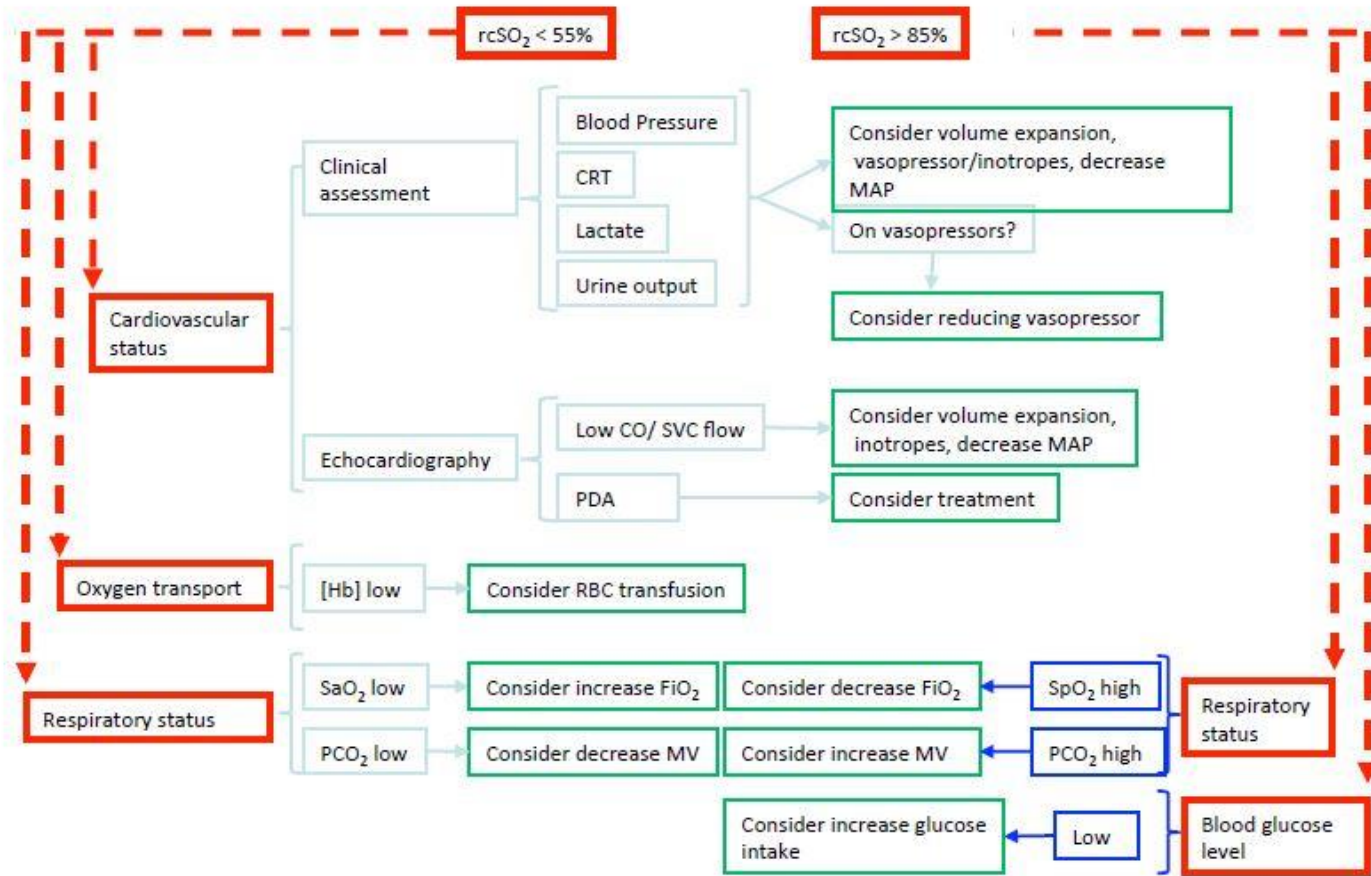 rcSO₂ < 55%
rcSO₂ > 85%
Blood Pressure
Consider volume expansion,
vasopressor/inotropes, decrease
MAP
Clinical
assessment
CRT
Lactate
On vasopressors?
Urine output
Consider reducing vasopressor
Cardiovascular
status
Low CO/ SVC flow
Consider volume expansion,
inotropes, decrease MAP
Echocardiography
PDA
Consider treatment
Oxygen transport
[Hb] low
Consider RBC transfusion
Respiratory status
SaO₂ low
Consider increase FiO₂
Consider decrease FiO₂
SpO₂ high
Respiratory
status
PCO₂ low
Consider decrease MV
Consider increase MV
PCO₂ high
Consider increase glucose
intake
Low
Blood glucose
level